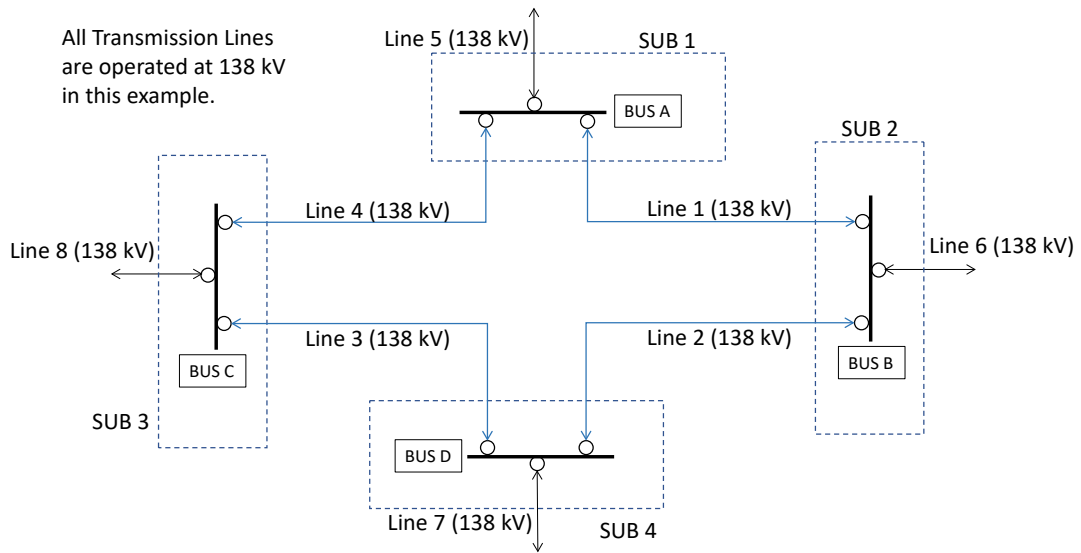 All Transmission Lines
are operated at 138 kV
in this example.
Line 5 (138 kV)
SUB 1
BUS A
SUB 2
Line 4 (138 kV)
Line 1 (138 kV)
Line 8 (138 kV)
Line 6 (138 kV)
Line 3 (138 kV)
Line 2 (138 kV)
BUS C
BUS B
SUB 3
BUS D
Line 7 (138 kV)
SUB 4